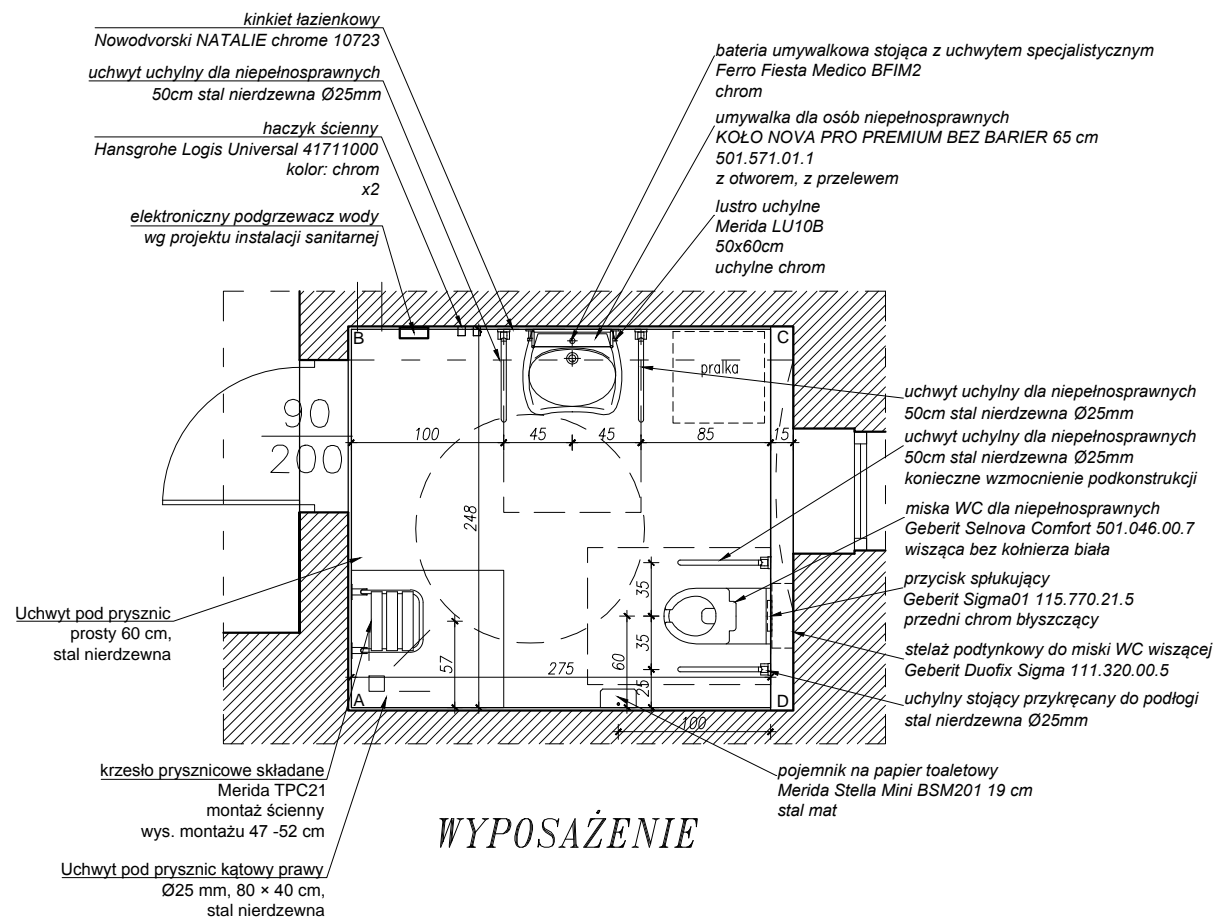 kinkiet łazienkowy
Nowodvorski NATALIE chrome 10723
uchwyt uchylny dla niepełnosprawnych
50cm stal nierdzewna Ø25mm
haczyk ścienny
Hansgrohe Logis Universal 41711000
kolor: chrom
x2
elektroniczny podgrzewacz wody
wg projektu instalacji sanitarnej
bateria umywalkowa stojąca z uchwytem specjalistycznym
Ferro Fiesta Medico BFIM2
chrom
umywalka dla osób niepełnosprawnych
KOŁO NOVA PRO PREMIUM BEZ BARIER 65 cm
501.571.01.1
z otworem, z przelewem
lustro uchylne
Merida LU10B
50x60cm
uchylne chrom
B
C
pralka
90
200
100
45
45
85
15
248
35
35
25
60
57
275
100
A
D
uchwyt uchylny dla niepełnosprawnych
50cm stal nierdzewna Ø25mm
uchwyt uchylny dla niepełnosprawnych
50cm stal nierdzewna Ø25mm
konieczne wzmocnienie podkonstrukcji
miska WC dla niepełnosprawnych
Geberit Selnova Comfort 501.046.00.7
wisząca bez kołnierza biała
przycisk spłukujący
Geberit Sigma01 115.770.21.5
przedni chrom błyszczący
stelaż podtynkowy do miski WC wiszącej
Geberit Duofix Sigma 111.320.00.5
uchylny stojący przykręcany do podłogi
stal nierdzewna Ø25mm
Uchwyt pod prysznic
prosty 60 cm,
stal nierdzewna
krzesło prysznicowe składane
Merida TPC21
montaż ścienny
wys. montażu 47 -52 cm
Uchwyt pod prysznic kątowy prawy
Ø25 mm, 80 × 40 cm,
stal nierdzewna
pojemnik na papier toaletowy
Merida Stella Mini BSM201 19 cm
stal mat
WYPOSAŻENIE